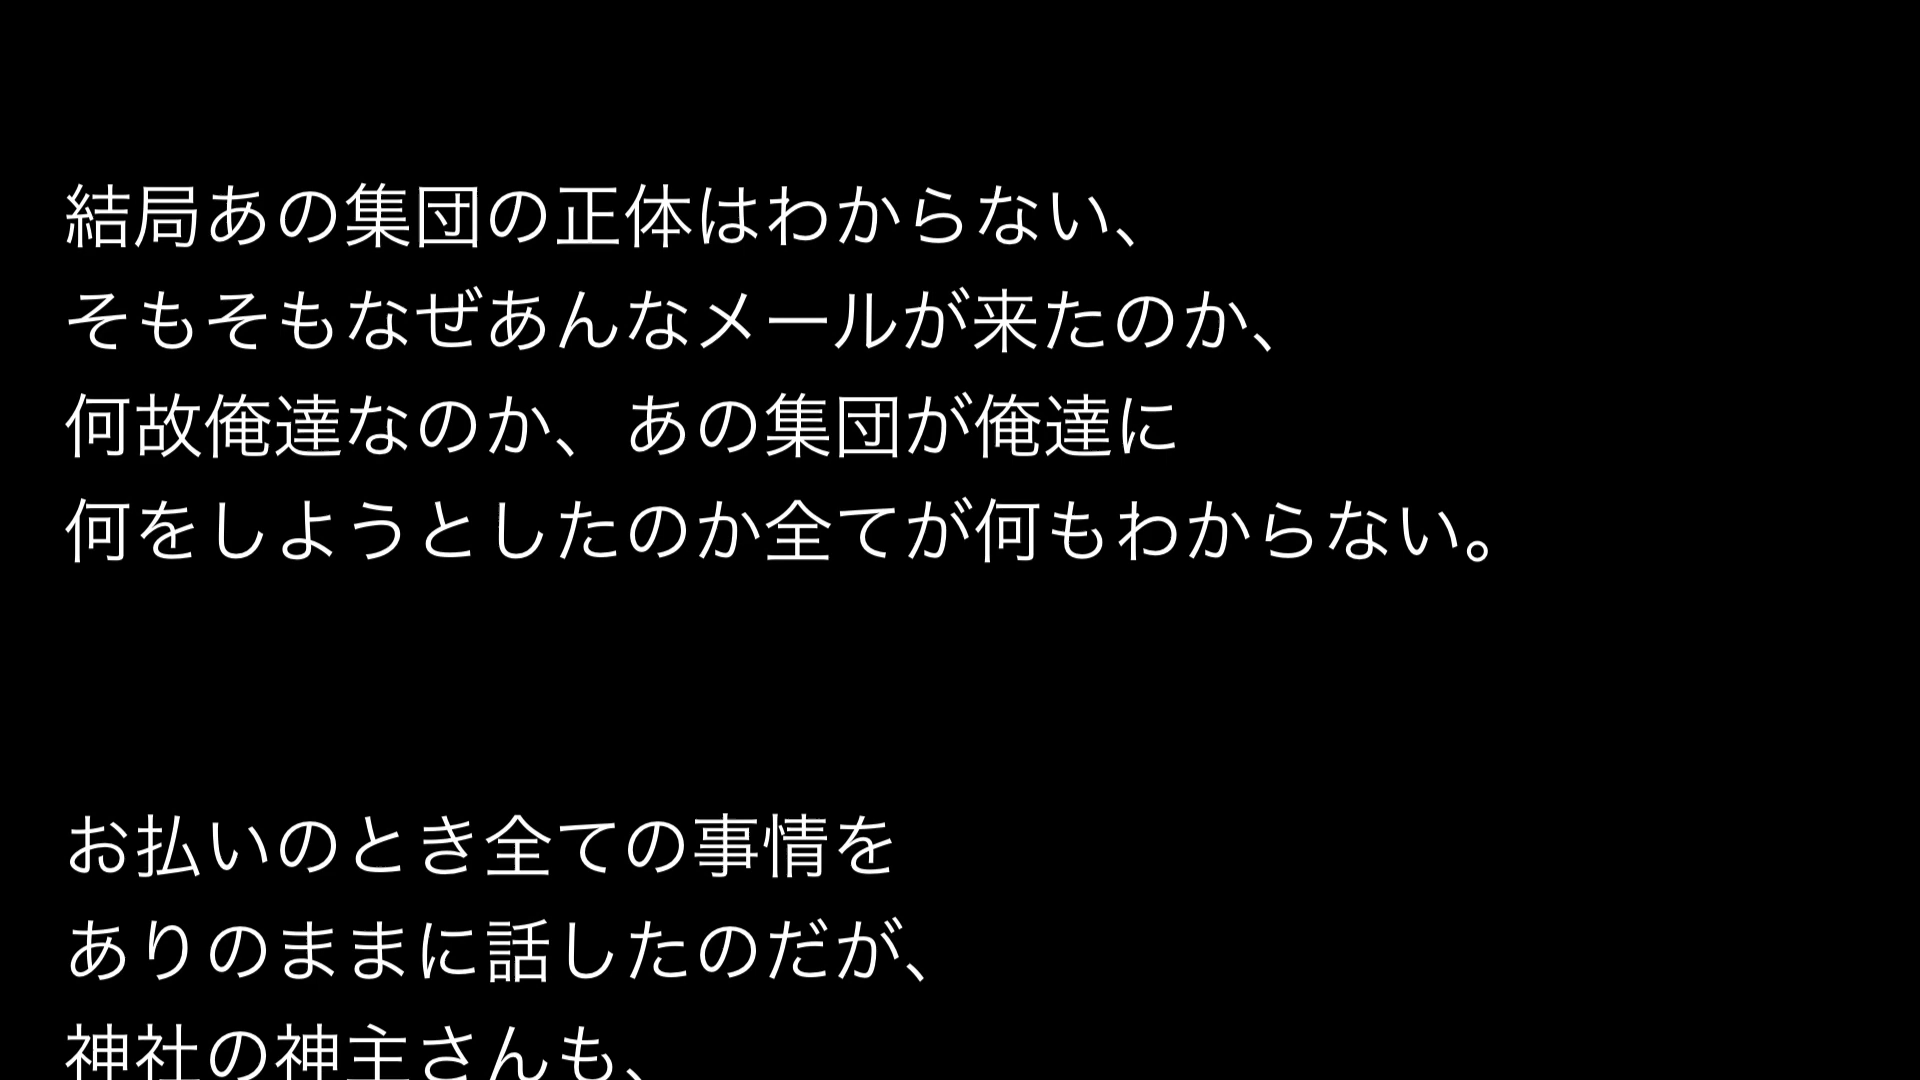 結局あの集団の正体はわからない、
そもそもなぜあんなメールが来たのか、
何故俺達なのか、あの集団が俺達に
何をしようとしたのか全てが何もわからない。
お払いのとき全ての事情を
ありのままに話したのだが、
神社の神主さんも、